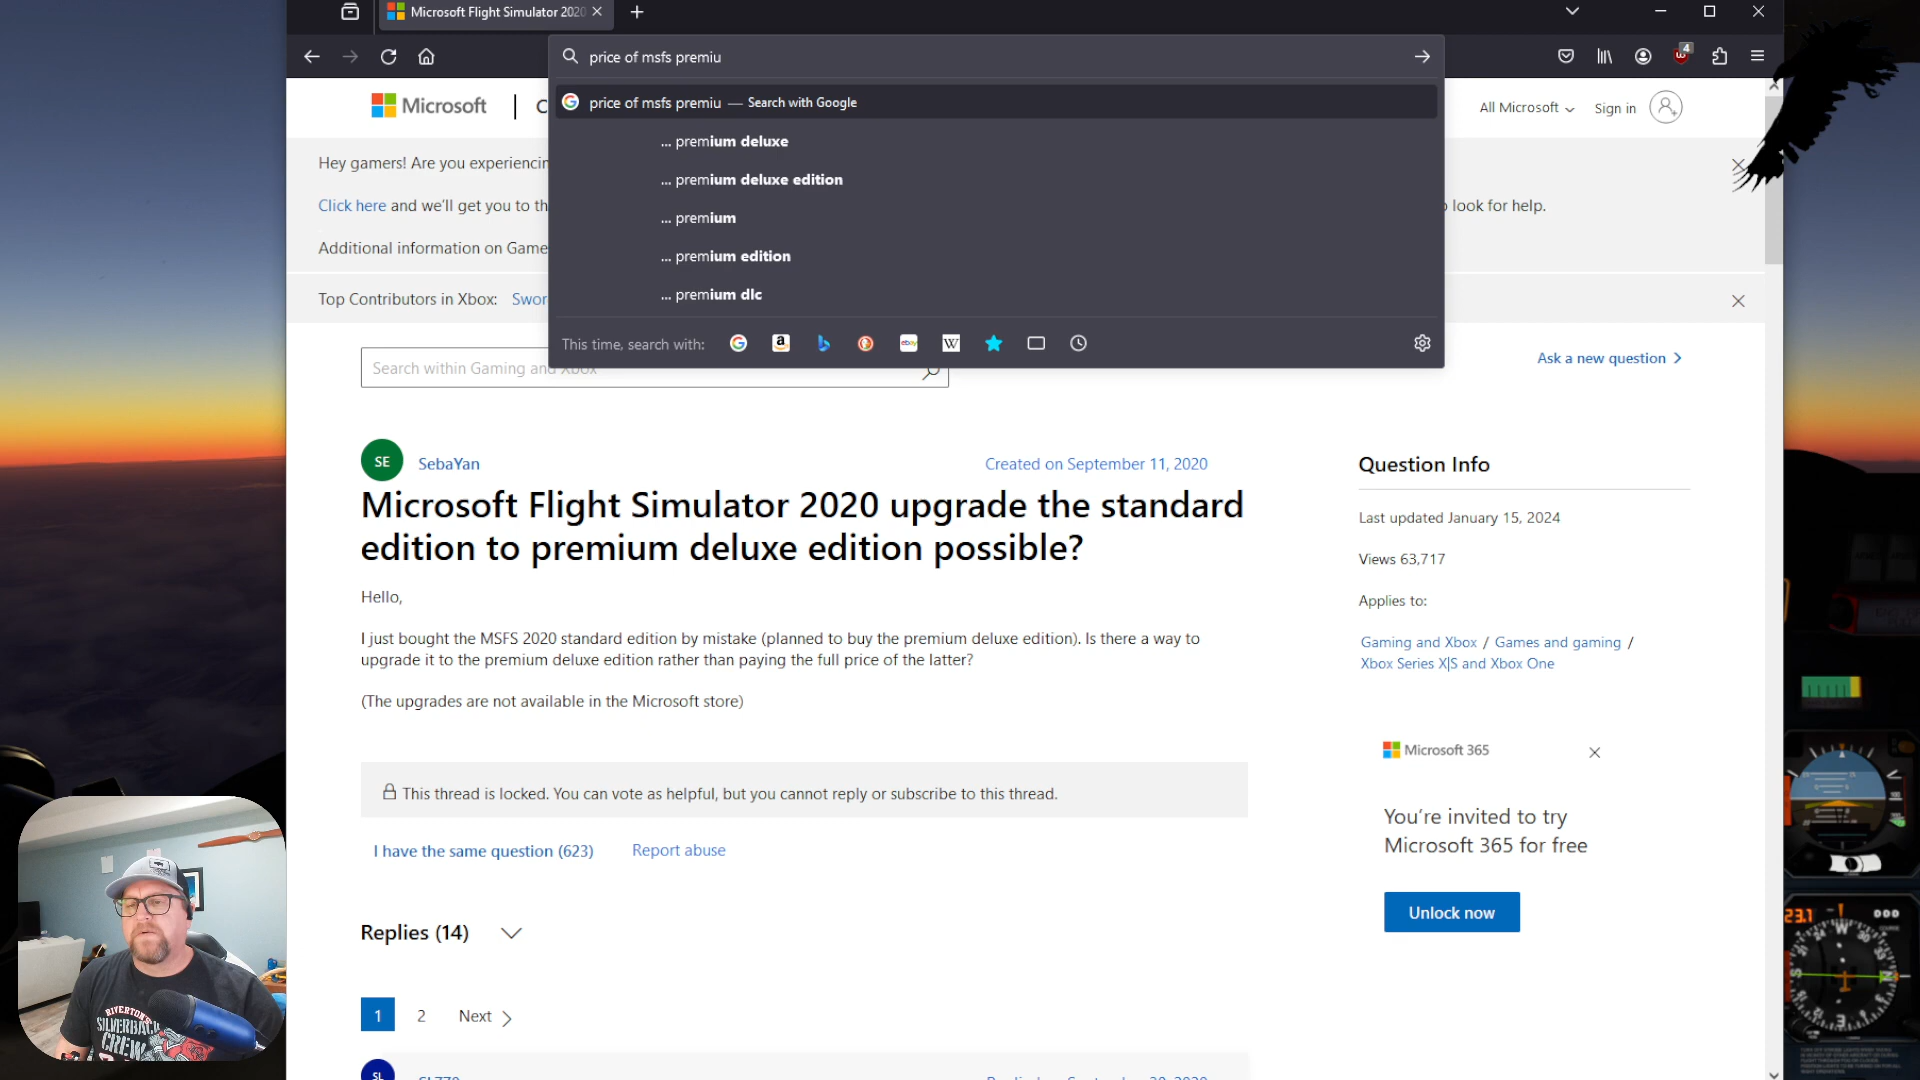 Microsoft Flight Simulator 2020
price of msfs premiu
4
price of msfs premiu — Search with Google
... premium deluxe
... premium deluxe edition
... premium
... premium edition
... premium dlc
This time, search with:
Microsoft | C
All Microsoft
Sign in
Hey gamers! Are you experiencin
Click here and we'll get you to th
look for help.
Additional information on Game
Top Contributors in Xbox: Swor
Search within Gaming and Xbox
Ask a new question
SE
SebaYan
Created on September 11, 2020
Microsoft Flight Simulator 2020 upgrade the standard
edition to premium deluxe edition possible?
Hello,
I just bought the MSFS 2020 standard edition by mistake (planned to buy the premium deluxe edition). Is there a way to
upgrade it to the premium deluxe edition rather than paying the full price of the latter?
(The upgrades are not available in the Microsoft store)
This thread is locked. You can vote as helpful, but you cannot reply or subscribe to this thread.
I have the same question (623)
Report abuse
Replies (14)
1
2
Next
Question Info
Last updated January 15, 2024
Views 63,717
Applies to:
Gaming and Xbox / Games and gaming /
Xbox Series X|S and Xbox One
Microsoft 365
You're invited to try
Microsoft 365 for free
Unlock now
RIVERTON'S
SILVERBACK
CREW
23.1